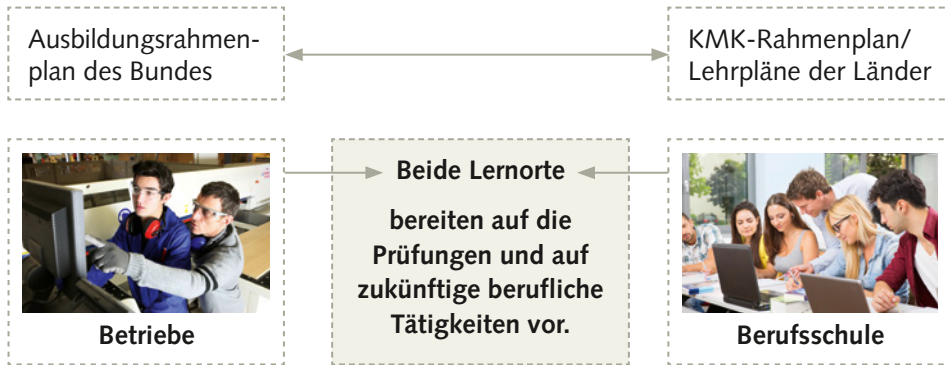 Ausbildungsrahmen-
plan des Bundes
KMK-Rahmenplan/
Lehrpläne der Länder
Beide Lernorte
bereiten auf die
Prüfungen und auf
zukünftige berufliche
Tätigkeiten vor.
Betriebe
Berufsschule